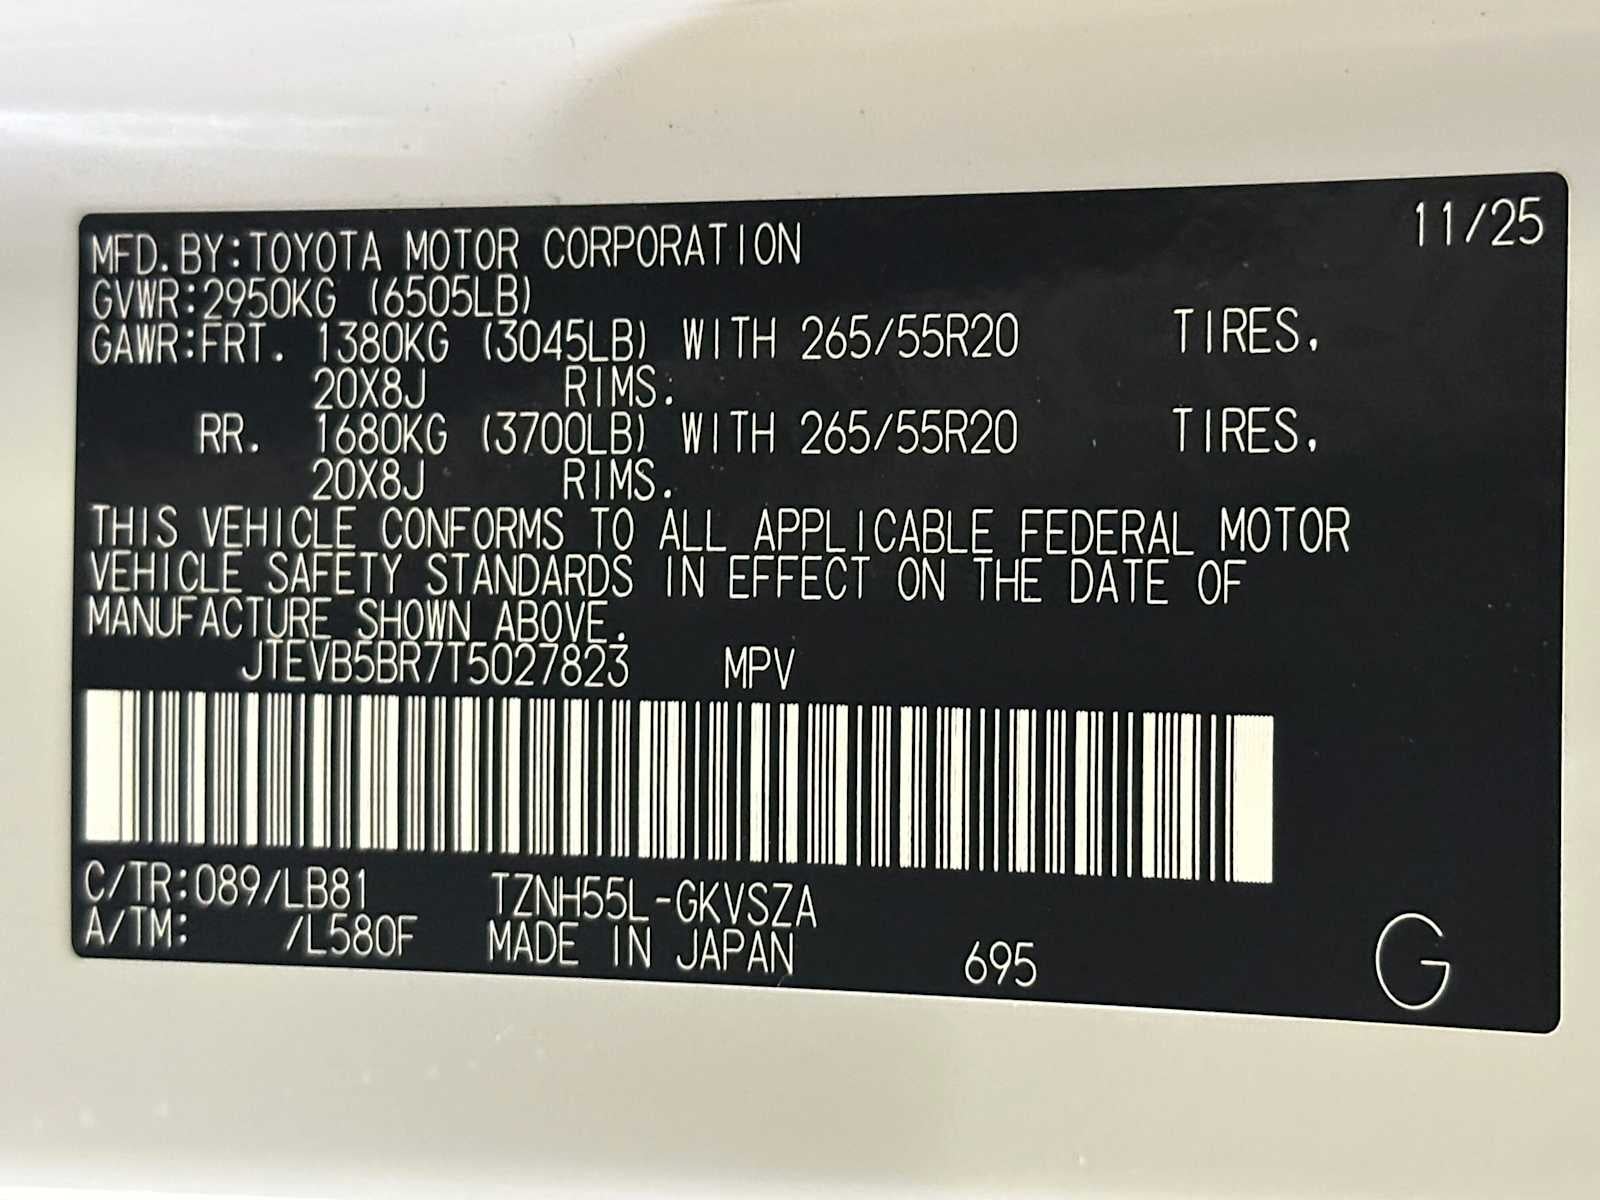 11/25
MFD.BY:TOYOTA MOTOR CORPORATION
GVWR:2950KG (6505LB)
GAWR:FRT. 1380KG (3045LB) WITH 265/55R20 TIRES.
20X8J RIMS.
RR. 1680KG (3700LB) WITH 265/55R20 TIRES,
20X8J RIMS.
THIS VEHICLE CONFORMS TO ALL APPLICABLE FEDERAL MOTOR
VEHICLE SAFETY STANDARDS IN EFFECT ON THE DATE OF
MANUFACTURE SHOWN ABOVE.
JTEVB5BR7T5027823 MPV
C/TR:089/LB81 TZNH55L-GKVSZA
A/TM: /L580F MADE IN JAPAN 695 G